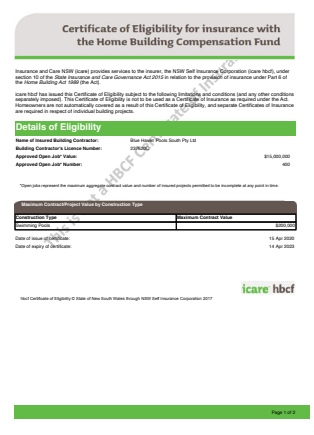 Certificate of Eligibility for insurance with
the Home Building Compensation Fund
Insurance and Care NSW (icare) provides services to the insurer, the NSW Self Insurance Corporation (icare hbcf), under
section 10 of the State Insurance and Care Governance Act 2015 in relation to the provision of insurance under Part 6 of
the Home Building Act 1989 (the Act).
icare hbcf has issued this Certificate of Eligibility subject to the following limitations and conditions (and any other conditions
separately imposed). This Certificate of Eligibility is not to be used as a Certificate of Insurance as required under the Act.
Homeowners are not automatically covered as a result of this Certificate of Eligibility, and separate Certificates of Insurance
are required in respect of individual building projects.
Details of Eligibility
Name of Insured Building Contractor: Blue Haven Pools South Pty Ltd
Building Contractor's Licence Number:
Approved Open Job* Value: $15,000,000
Approved Open Job* Number: 400
*Open jobs represent the maximum aggregate contract value and number of insured projects permitted to be incomplete at any point in time
Maximum Contract/Project Value by Construction Type
Construction Type Maximum Contract Value
Swimming Pools $200,000
Date of issue of certificate: 15 Apr 2020
Date of expiry of certificate: 14 Apr 2023
icare hbcf
hbcf Certificate of Eligibility © State of New South Wales through NSW Self Insurance Corporation 2017
Page 1 of 2